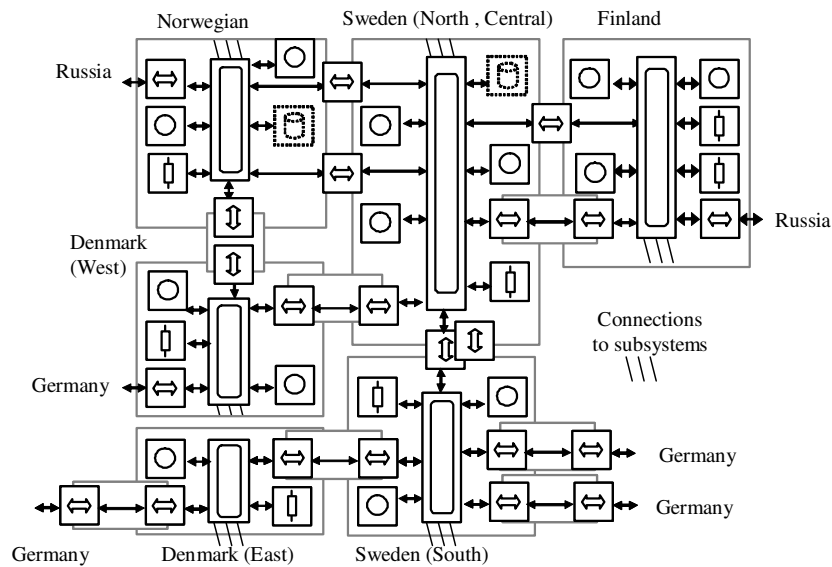 Norwegian
Sweden (North , Central)
Finland
Russia
Russia
Denmark
(West)
Connections
to subsystems
Germany
Germany
Germany
Germany
Denmark (East)
Sweden (South)